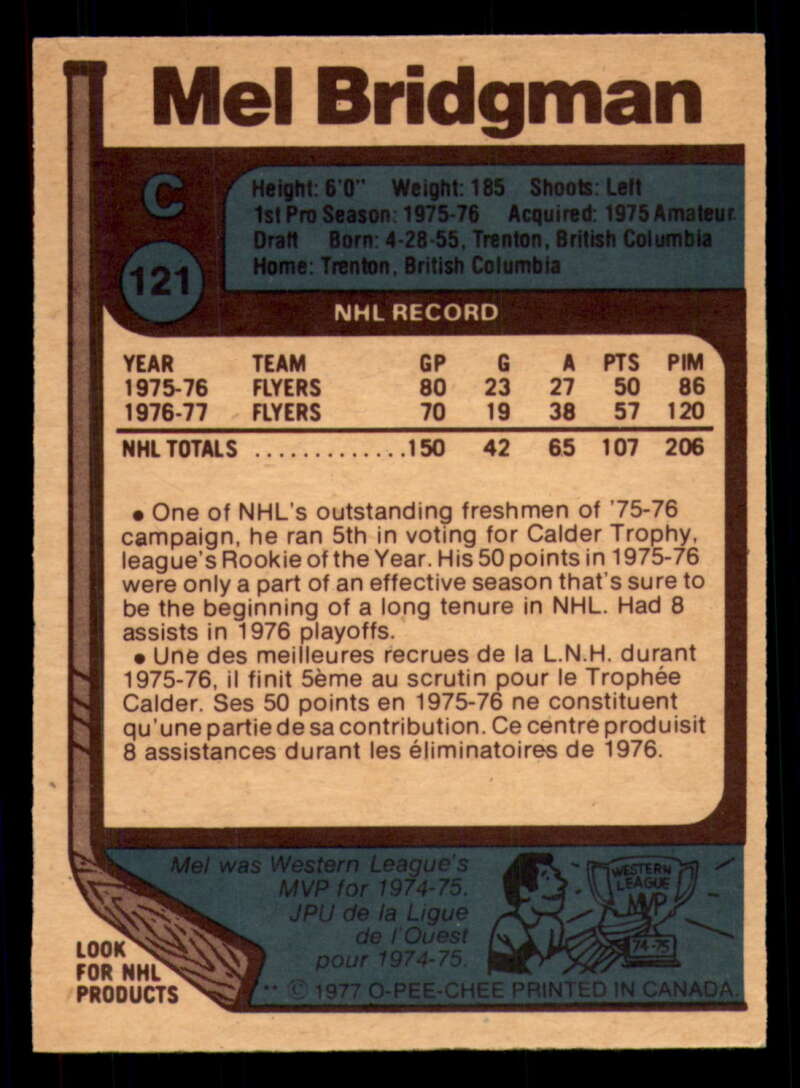 Mel Bridgman
C
121
Height: 6'0" Weight: 185 Shoots: Left
1st Pro Season: 1975-76 Acquired: 1975 Amateur
Draft Born: 4-28-55, Trenton, British Columbia
Home: Trenton, British Columbia
NHL RECORD
YEAR TEAM GP G A PTS PIM
1975-76 FLYERS 80 23 27 50 86
1976-77 FLYERS 70 19 38 57 120
NHL TOTALS .............150 42 65 107 206
• One of NHL's outstanding freshmen of '75-76
campaign, he ran 5th in voting for Calder Trophy,
league's Rookie of the Year. His 50 points in 1975-76
were only a part of an effective season that's sure to
be the beginning of a long tenure in NHL. Had 8
assists in 1976 playoffs.
• Une des meilleures recrues de la L.N.H. durant
1975-76, il finit 5ème au scrutin pour le Trophée
Calder. Ses 50 points en 1975-76 ne constituent
qu'une partie de sa contribution. Ce centre produisit
8 assistances durant les éliminatoires de 1976.
Mel was Western League's
MVP for 1974-75.
JPU de la Ligue
de l'Ouest
pour 1974-75.
WESTERN
LEAGUE
MVP
74-75
LOOK
FOR NHL
PRODUCTS
** © 1977 O-PEE-CHEE PRINTED IN CANADA.